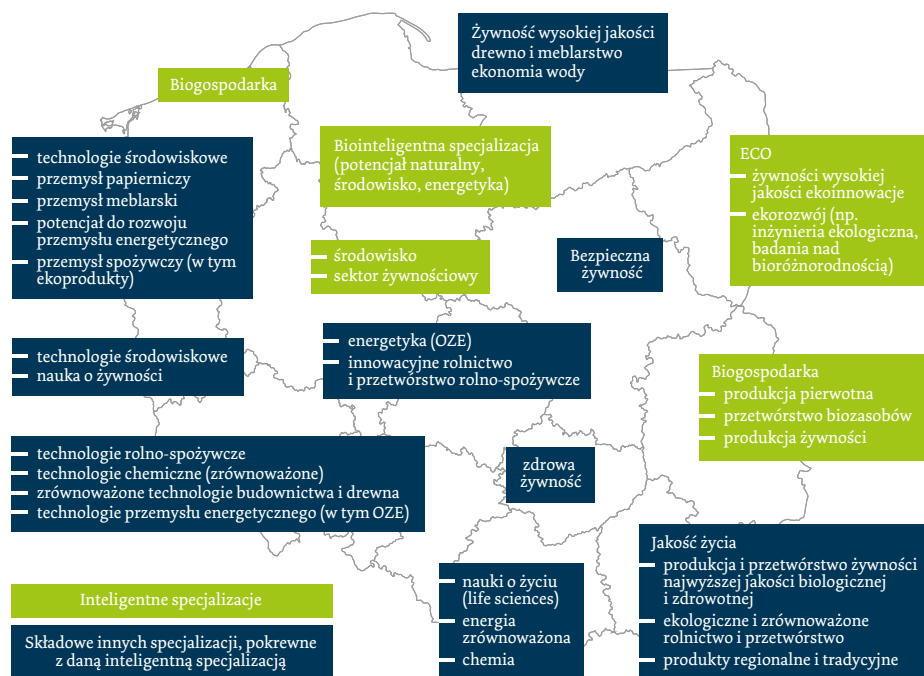 Żywność wysokiej jakości
drewno i meblarstwo
ekonomia wody
Biogospodarka
technologie środowiskowe
przemysł papierniczy
przemysł meblarski
potencjał do rozwoju
przemysłu energetycznego
przemysł spożywczy (w tym
ekoprodukty)
Biointeligentna specjalizacja
(potencjał naturalny,
środowisko, energetyka)
ECO
żywności wysokiej
jakości ekoinnowacje
ekorozwój (np.
inżynieria ekologiczna,
badania nad
bioróżnorodnością)
środowisko
sektor żywnościowy
Bezpieczna
żywność
technologie środowiskowe
nauka o żywności
energetyka (OZE)
innowacyjne rolnictwo
i przetwórstwo rolno-spożywcze
Biogospodarka
produkcja pierwotna
przetwórstwo biozasobów
produkcja żywności
technologie rolno-spożywcze
technologie chemiczne (zrównoważone)
zrównoważone technologie budownictwa i drewna
technologie przemysłu energetycznego (w tym OZE)
zdrowa
żywność
Jakość życia
produkcja i przetwórstwo żywności
najwyższej jakości biologicznej
i zdrowotnej
ekologiczne i zrównoważone
rolnictwo i przetwórstwo
produkty regionalne i tradycyjne
nauki o życiu
(life sciences)
energia
zrównoważona
chemia
Inteligentne specjalizacje
Składowe innych specjalizacji, pokrewne
z daną inteligentną specjalizacją